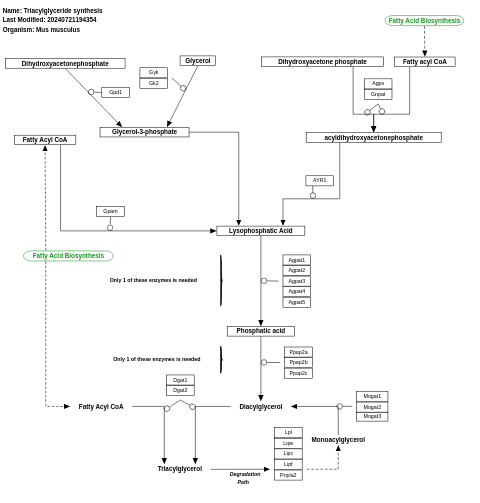 Name: Triacylglyceride synthesis
Last Modified: 20240721194354
Organism: Mus musculus
Fatty Acid Biosynthesis
Dihydroxyacetonephosphate
Glycerol
Dihydroxyacetone phosphate
Fatty acyl CoA
Gyk
Gk2
Gpd1
Agps
Gnpat
Glycerol-3-phosphate
Fatty Acyl CoA
acyldihydroxyacetonephosphate
AYR1
Gpam
Lysophosphatic Acid
Fatty Acid Biosynthesis
Only 1 of these enzymes is needed
Agpat1
Agpat2
Agpat3
Agpat4
Agpat5
Phosphatic acid
Only 1 of these enzymes is needed
Ppap2a
Ppap2b
Ppap2c
Dgat1
Dgat2
Mogat1
Mogat2
Mogat3
Fatty Acyl CoA
Diacylglycerol
Monoacylglycerol
Lpl
Lipe
Lipc
Lipf
Pnpla2
Triacylglycerol
Degradation
Path